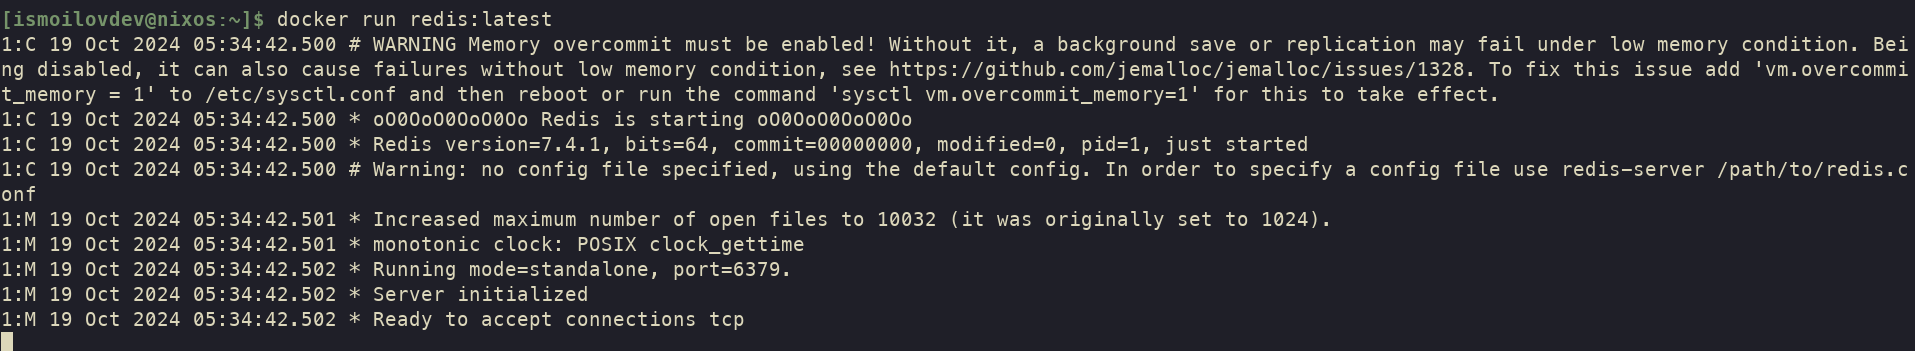 [ismoilovdev@nixos:~]$ docker run redis:latest
1:C 19 Oct 2024 05:34:42.500 # WARNING Memory overcommit must be enabled! Without it, a background save or replication may fail under low memory condition. Bei
ng disabled, it can also cause failures without low memory condition, see https://github.com/jemalloc/jemalloc/issues/1328. To fix this issue add 'vm.overcommi
t_memory = 1' to /etc/sysctl.conf and then reboot or run the command 'sysctl vm.overcommit_memory=1' for this to take effect.
1:C 19 Oct 2024 05:34:42.500 * oO0OoO0OoO0Oo Redis is starting oO0OoO0OoO0Oo
1:C 19 Oct 2024 05:34:42.500 * Redis version=7.4.1, bits=64, commit=00000000, modified=0, pid=1, just started
1:C 19 Oct 2024 05:34:42.500 # Warning: no config file specified, using the default config. In order to specify a config file use redis-server /path/to/redis.c
onf
1:M 19 Oct 2024 05:34:42.501 * Increased maximum number of open files to 10032 (it was originally set to 1024).
1:M 19 Oct 2024 05:34:42.501 * monotonic clock: POSIX clock_gettime
1:M 19 Oct 2024 05:34:42.502 * Running mode=standalone, port=6379.
1:M 19 Oct 2024 05:34:42.502 * Server initialized
1:M 19 Oct 2024 05:34:42.502 * Ready to accept connections tcp